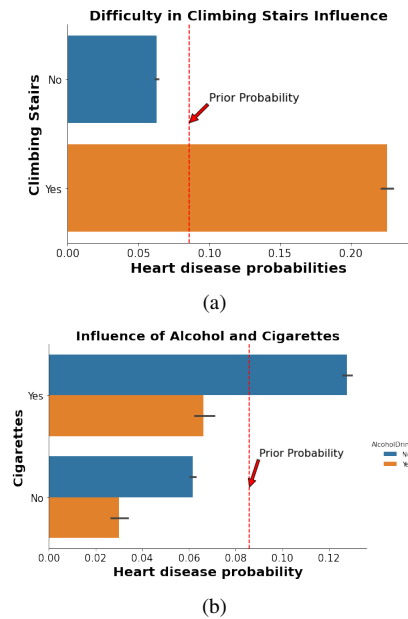 Difficulty in Climbing Stairs Influence
Climbing Stairs
No
Prior Probability
Yes
0.00 0.05 0.10 0.15 0.20
Heart disease probabilities
(a)
Influence of Alcohol and Cigarettes
Cigarettes
Yes
Prior Probability
No
0.00 0.02 0.04 0.06 0.08 0.10 0.12
Heart disease probability
(b)